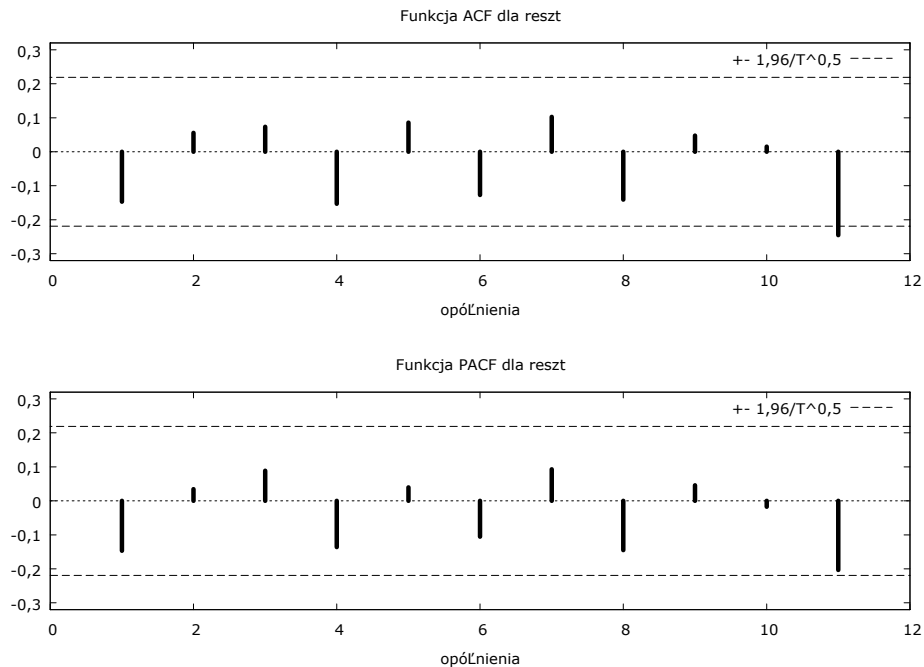 Funkcja ACF dla reszt
+- 1,96/T^0,5
0,3
0,2
0,1
0
-0,1
-0,2
-0,3
0 2 4 6 8 10 12
opóĽnienia
Funkcja PACF dla reszt
+- 1,96/T^0,5
0,3
0,2
0,1
0
-0,1
-0,2
-0,3
0 2 4 6 8 10 12
opóĽnienia